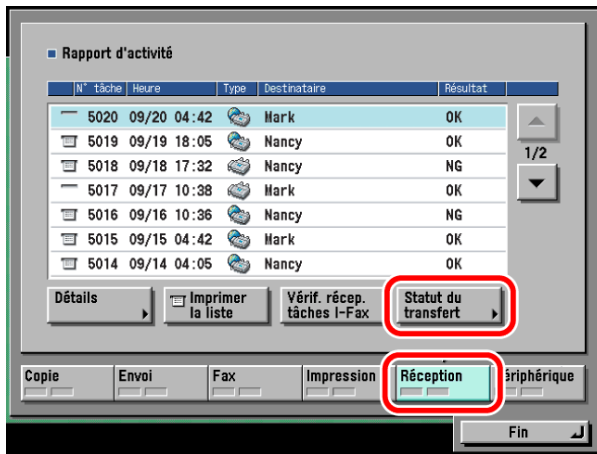 Rapport d'activité
N° tâche Heure Type Destinataire Résultat
5020 09/20 04:42 Mark OK
5019 09/19 18:05 Nancy OK
5018 09/18 17:32 Nancy NG
5017 09/17 10:38 Mark OK
5016 09/16 10:36 Nancy NG
5015 09/15 04:42 Mark OK
5014 09/14 04:05 Nancy OK
1/2
Détails
Imprimer
la liste
Vérif. récep.
tâches I-Fax
Statut du
transfert
Copie Envoi Fax Impression Réception ériphérique
Fin